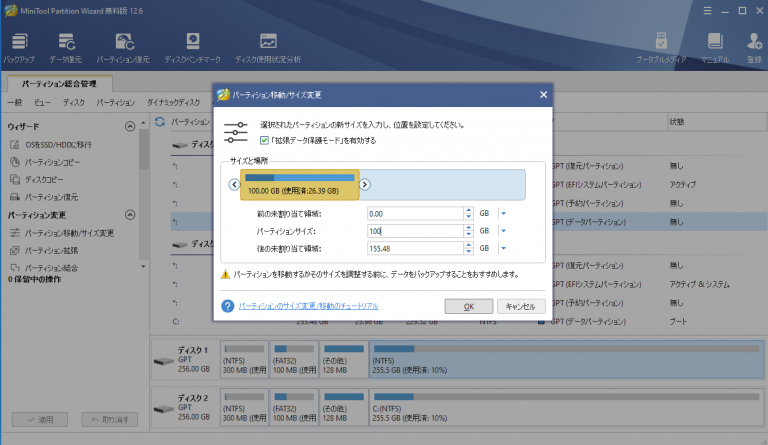 MiniTool Partition Wizard 無料版 12.6
バックアップ
データ復元
パーティション復元
ディスクベンチマーク
ディスク使用状況分析
ブータブルメディア
マニュアル
登録
パーティション総合管理
一般 ビュー ディスク パーティション ダイナミックディスク
ウィザード
OSをSSD/HDDに移行
パーティションコピー
ディスクコピー
パーティション復元
パーティション変更
パーティション移動/サイズ変更
パーティション拡張
パーティション結合
0 保留中の操作
適用
取り消す
パーティション
状態
ディス
*:
GPT (復元パーティション)
無し
*:
GPT (EFIシステムパーティション)
アクティブ
*:
GPT (予約パーティション)
無し
*:
GPT (データパーティション)
無し
ディス
*:
GPT (復元パーティション)
無し
*:
GPT (EFIシステムパーティション)
アクティブ & システム
*:
GPT (予約パーティション)
無し
C:
GPT (データパーティション)
ブート
パーティション移動/サイズ変更
選択されたパーティションの新サイズを入力し、位置を設定してください。
「拡張データ保護モード」を有効する
サイズと場所
100.00 GB (使用済:26.39 GB)
前の未割り当て領域: 0.00 GB
パーティションサイズ: 100 GB
後の未割り当て領域: 155.48 GB
パーティションを移動するかそのサイズを調整する前に、データをバックアップすることをおすすめします。
パーティションのサイズ変更/移動のチュートリアル
OK
キャンセル
ディスク 1
GPT
256.00 GB
(NTFS)
300 MB (使用
(FAT32)
100 MB (使用
(その他)
128 MB
(NTFS)
255.5 GB (使用済: 10%)
ディスク 2
GPT
256.00 GB
(NTFS)
300 MB (使用
(FAT32)
100 MB (使用
(その他)
128 MB
C:(NTFS)
255.5 GB (使用済: 10%)